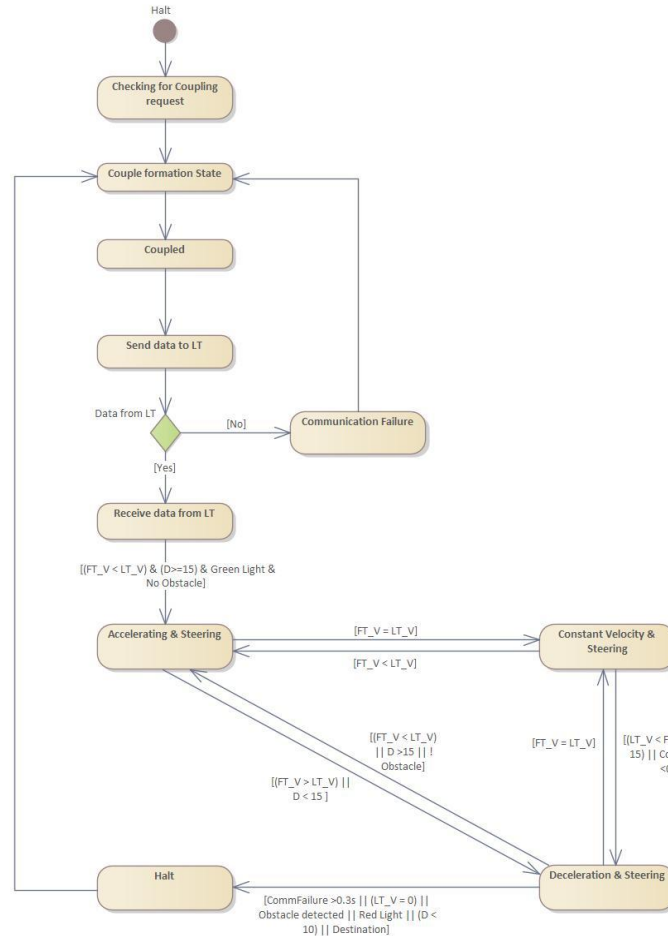 Halt
Checking for Coupling
request
Couple formation State
Coupled
Send data to LT
Data from LT
[No]
Communication Failure
[Yes]
Receive data from LT
[(FT_V < LT_V) & (D>=15) & Green Light &
No Obstacle]
Accelerating & Steering
[FT_V = LT_V]
[FT_V < LT_V]
Constant Velocity &
Steering
[(FT_V < LT_V)
|| D >15 || !
Obstacle]
[(FT_V > LT_V) ||
D < 15 ]
[FT_V = LT_V]
[(LT_V < F
15) || Co
Halt
Deceleration & Steering
[CommFailure >0.3s || (LT_V = 0) ||
Obstacle detected || Red Light || (D <
10) || Destination]